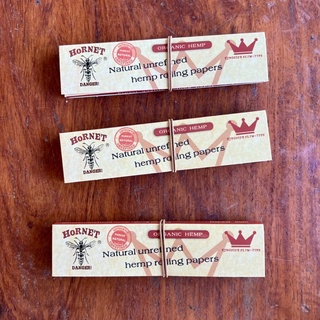 HORNET
®
DANGER!
ORGANIC HEMP
Natural unrefined
hemp rolling papers
HORNET
®
DANGER!
ORGANIC HEMP
Natural unrefined
hemp rolling papers
HORNET
®
DANGER!
ORGANIC HEMP
Natural unrefined
hemp rolling papers